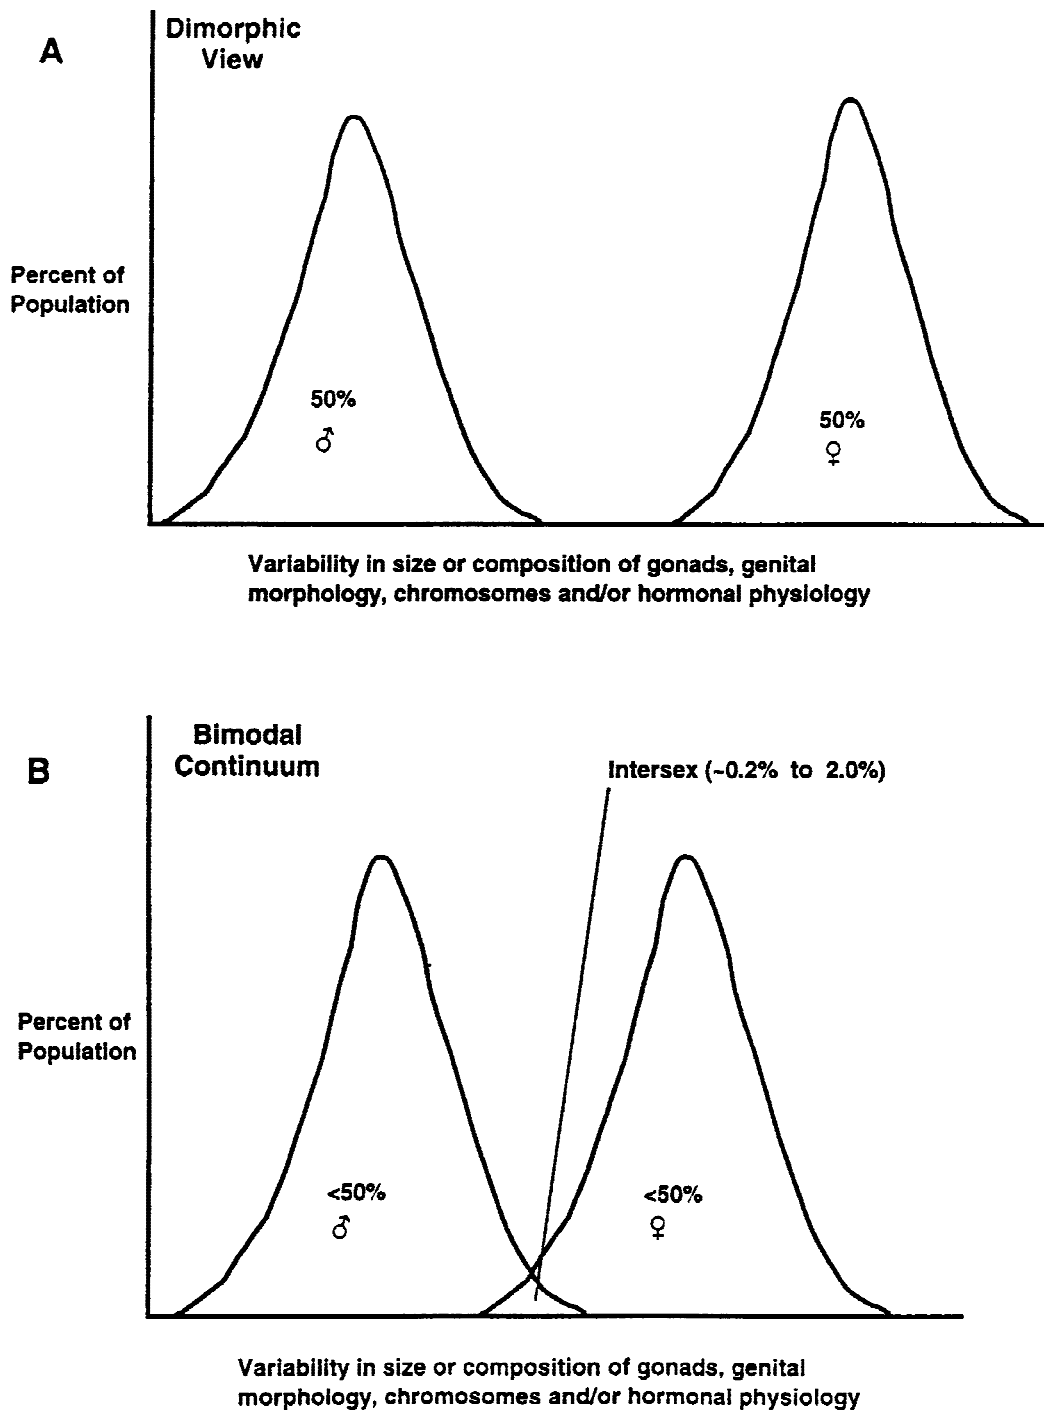 A
Dimorphic
View
Percent of
Population
50%
♂
50%
♀
Variability in size or composition of gonads, genital
morphology, chromosomes and/or hormonal physiology
B
Bimodal
Continuum
Intersex (~0.2% to 2.0%)
Percent of
Population
<50%
♂
<50%
♀
Variability in size or composition of gonads, genital
morphology, chromosomes and/or hormonal physiology